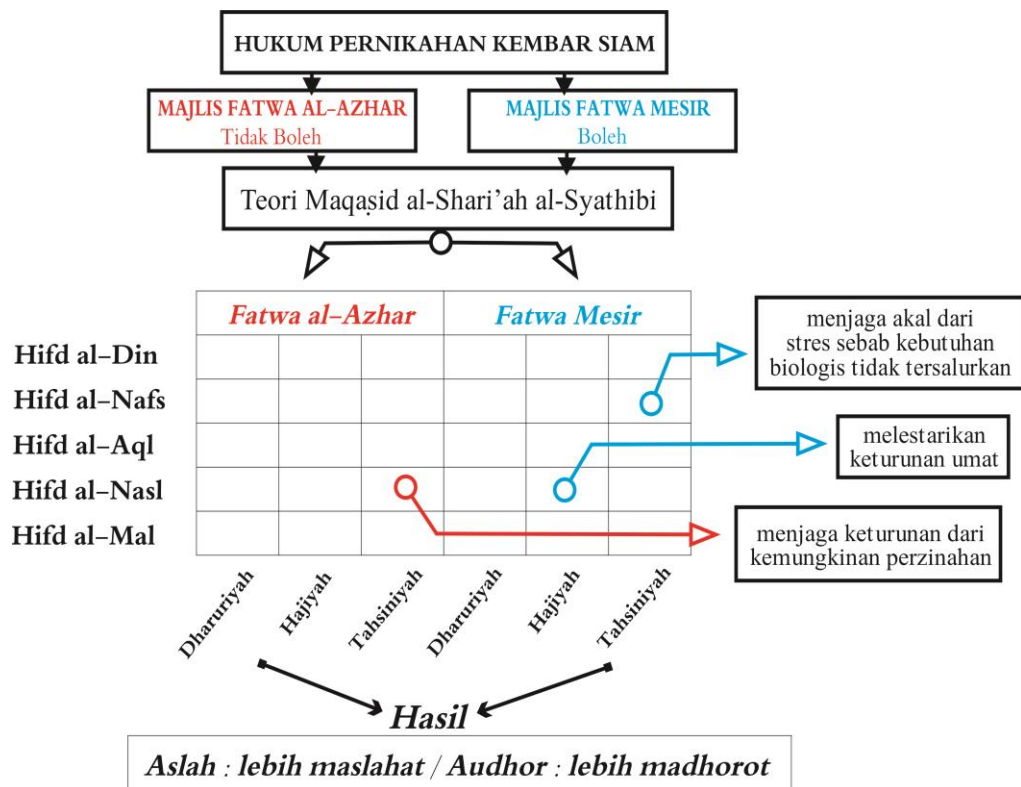 HUKUM PERNIKAHAN KEMBAR SIAM
MAJLIS FATWA AL-AZHAR
Tidak Boleh
MAJLIS FATWA MESIR
Boleh
Teori Maqaṣid al-Shari'ah al-Syathibi
Fatwa al-Azhar
Fatwa Mesir
Hifd al-Din
Hifd al-Nafs
Hifd al-Aql
Hifd al-Nasl
Hifd al-Mal
menjaga akal dari
stres sebab kebutuhan
biologis tidak tersalurkan
melestarikan
keturunan umat
menjaga keturunan dari
kemungkinan perzinahan
Dharuriyah
Hajiyah
Tahsiniyah
Dharuriyah
Hajiyah
Tahsiniyah
Hasil
Aslah : lebih maslahat / Audhor : lebih madhorot